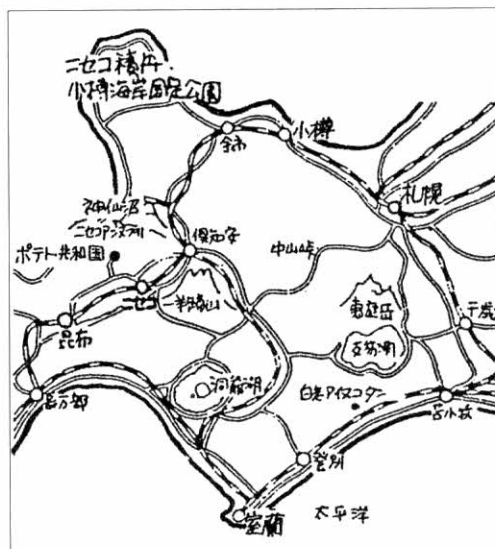 ニセコ積丹
小樽海岸国定公園
余市
小樽
札幌
神仙沼
ニセコアンヌプリ
倶知安
中山峠
ポテト共和国
ニセコ
羊蹄山
恵庭岳
昆布
支笏湖
千歳
洞爺湖
白老アイヌコタン
長万部
苫小牧
登別
室蘭
太平洋